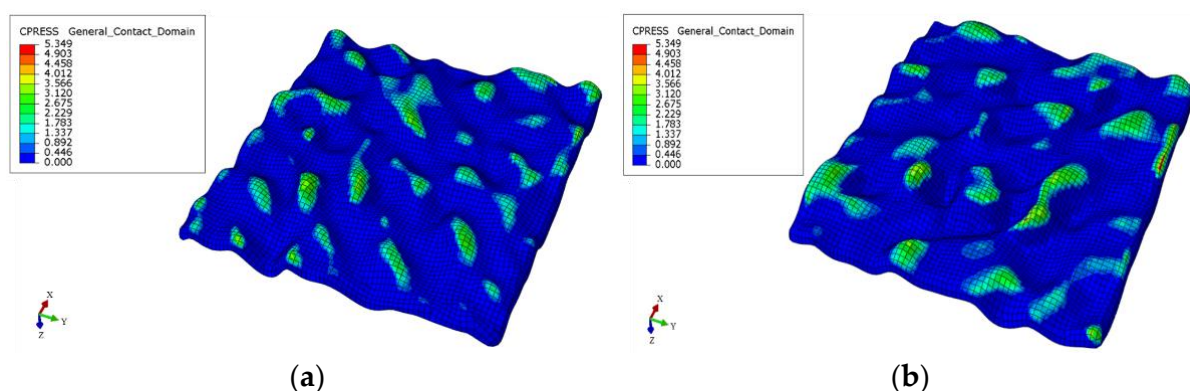 CPRESS General_Contact_Domain
5.349
4.903
4.458
4.012
3.566
3.120
2.675
2.229
1.783
1.337
0.892
0.446
0.000
X
Y
Z
(a)
CPRESS General_Contact_Domain
5.349
4.903
4.458
4.012
3.566
3.120
2.675
2.229
1.783
1.337
0.892
0.446
0.000
X
Y
Z
(b)